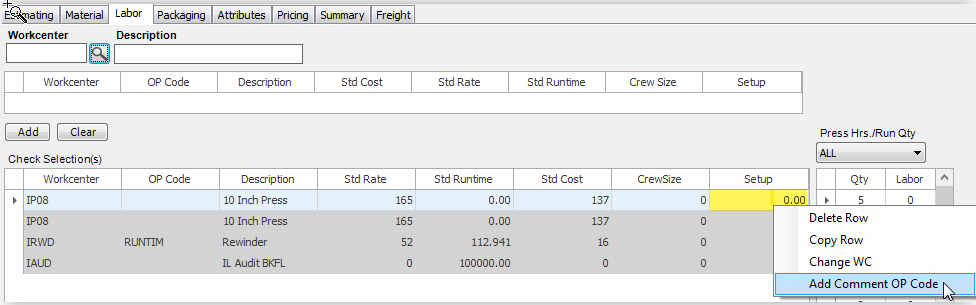 Estimating Material Labor Packaging Attributes Pricing Summary Freight
Workcenter Description
Workcenter OP Code Description Std Cost Std Rate Std Runtime Crew Size Setup
Add Clear
Press Hrs./Run Qty
ALL
Check Selection(s)
Workcenter OP Code Description Std Rate Std Runtime Std Cost CrewSize Setup Qty Labor
IP08 10 Inch Press 165 0.00 137 0 0.00 5 0
IP08 10 Inch Press 165 0.00 137 0
IRWD RUNTIM Rewinder 52 112.941 16 0
IAUD IL Audit BKFL 0 100000.00 0 0
Delete Row
Copy Row
Change WC
Add Comment OP Code